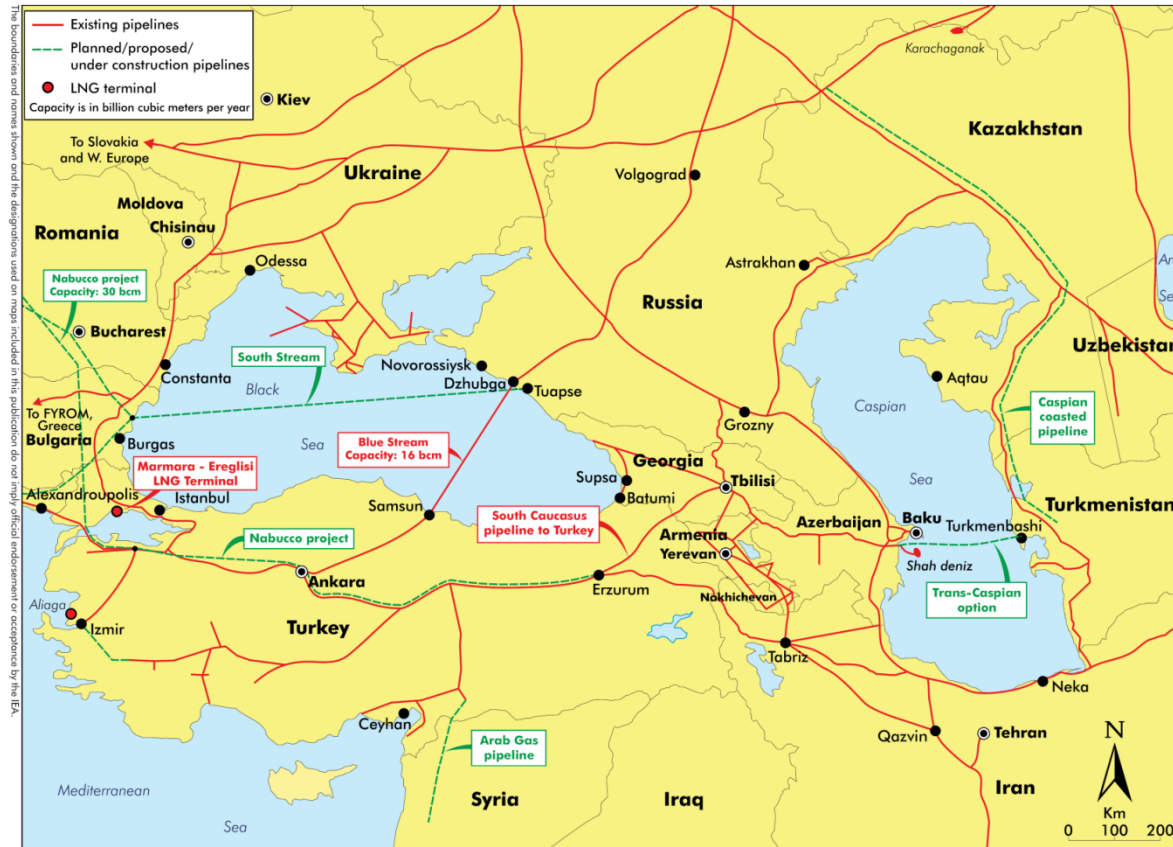 Existing pipelines
Planned/proposed/
under construction pipelines
LNG terminal
Capacity is in billion cubic meters per year
The boundaries and names shown and the designations used on maps included in this publication do not imply official endorsement or acceptance by the IEA.
Karachaganak
Kiev
Kazakhstan
To Slovakia
and W. Europe
Ukraine
Volgograd
Moldova
Chisinau
Romania
Odessa
Astrakhan
Nabucco project
Capacity: 30 bcm
Russia
Bucharest
Uzbekistan
South Stream
Novorossiysk
Dzhubga
Constanta
Black
Tuapse
Aqtau
Caspian
Caspian
coasted
pipeline
To FYROM,
Greece
Bulgaria
Burgas
Sea
Blue Stream
Capacity: 16 bcm
Grozny
Sea
Marmara - Ereglisi
LNG Terminal
Georgia
Tbilisi
Supsa
Batumi
Alexandroupolis
Istanbul
Samsun
South Caucasus
pipeline to Turkey
Azerbaijan
Baku
Turkmenistan
Turkmenbashi
Armenia
Yerevan
Nabucco project
Shah deniz
Ankara
Erzurum
Nakhichevan
Trans-Caspian
option
Aliaga
Izmir
Turkey
Tabriz
Neka
Ceyhan
Qazvin
Tehran
N
Arab Gas
pipeline
Mediterranean
Sea
Syria
Iraq
Iran
Km
0 100 200